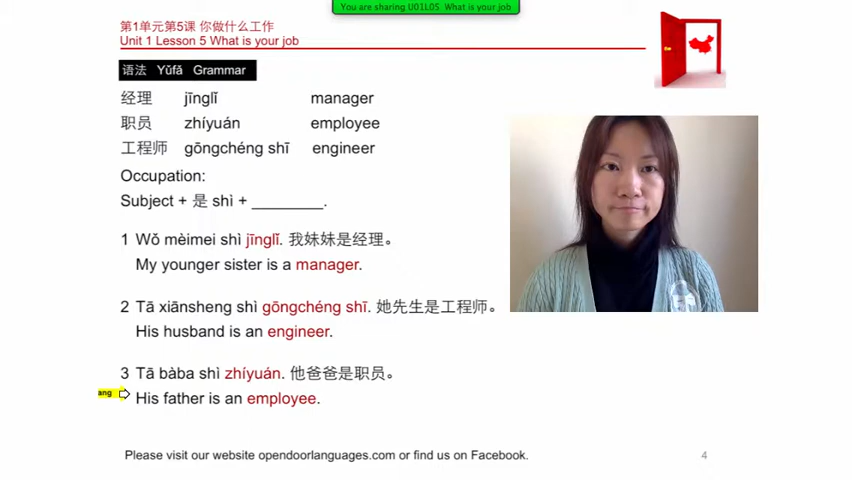 You are sharing U01L05 What is your job
第1单元第5课 你做什么工作
Unit 1 Lesson 5 What is your job
语法 Yǔfǎ Grammar
经理 jīnglǐ manager
职员 zhíyuán employee
工程师 gōngchéng shī engineer
Occupation:
Subject + 是 shì + ________.
1 Wǒ mèimei shì jīnglǐ. 我妹妹是经理。
My younger sister is a manager.
2 Tā xiānsheng shì gōngchéng shī. 她先生是工程师。
His husband is an engineer.
3 Tā bàba shì zhíyuán. 他爸爸是职员。
ang
His father is an employee.
Please visit our website opendoorlanguages.com or find us on Facebook.
4